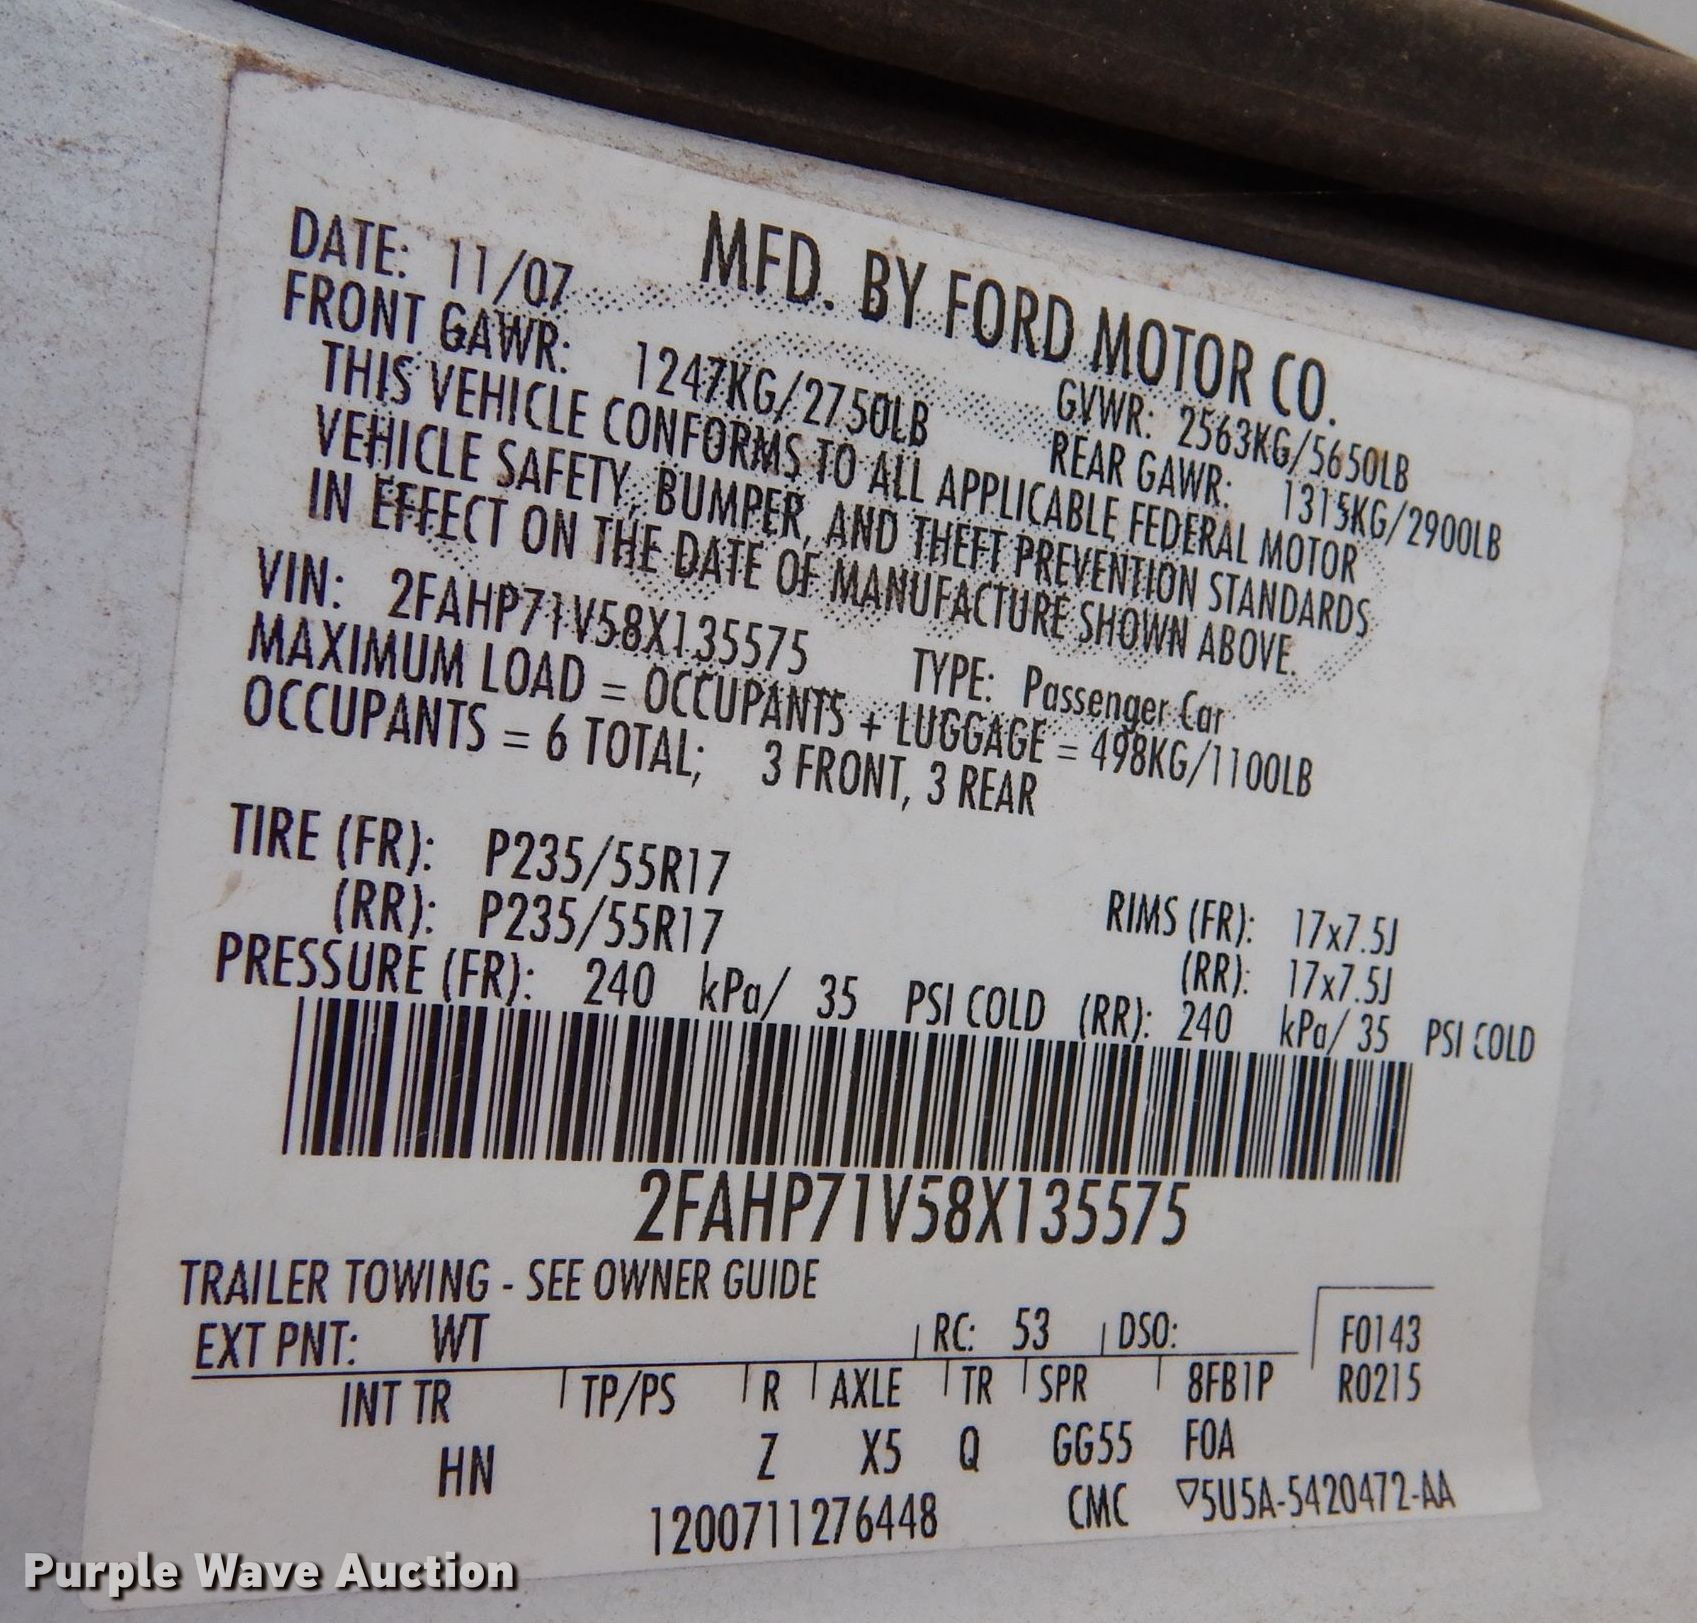 MFD. BY FORD MOTOR CO.
DATE: 11/07
GVWR: 2563KG/5650LB
FRONT GAWR: 1247KG/2750LB
REAR GAWR: 1315KG/2900LB
THIS VEHICLE CONFORMS TO ALL APPLICABLE FEDERAL MOTOR
VEHICLE SAFETY, BUMPER, AND THEFT PREVENTION STANDARDS
IN EFFECT ON THE DATE OF MANUFACTURE SHOWN ABOVE.
VIN: 2FAHP71V58X135575 TYPE: Passenger Car
MAXIMUM LOAD = OCCUPANTS + LUGGAGE = 498KG/1100LB
OCCUPANTS = 6 TOTAL; 3 FRONT, 3 REAR
TIRE (FR): P235/55R17 RIMS (FR): 17x7.5J
(RR): P235/55R17 (RR): 17x7.5J
PRESSURE (FR): 240 kPa/ 35 PSI COLD (RR): 240 kPa/ 35 PSI COLD
2FAHP71V58X135575
TRAILER TOWING - SEE OWNER GUIDE
EXT PNT: WT RC: 53 DSO: F0143
INT TR TP/PS R AXLE TR SPR 8FB1P R0215
HN Z X5 Q GG55 FOA
1200711276448 CMC ▽5U5A-5420472-AA
Purple Wave Auction